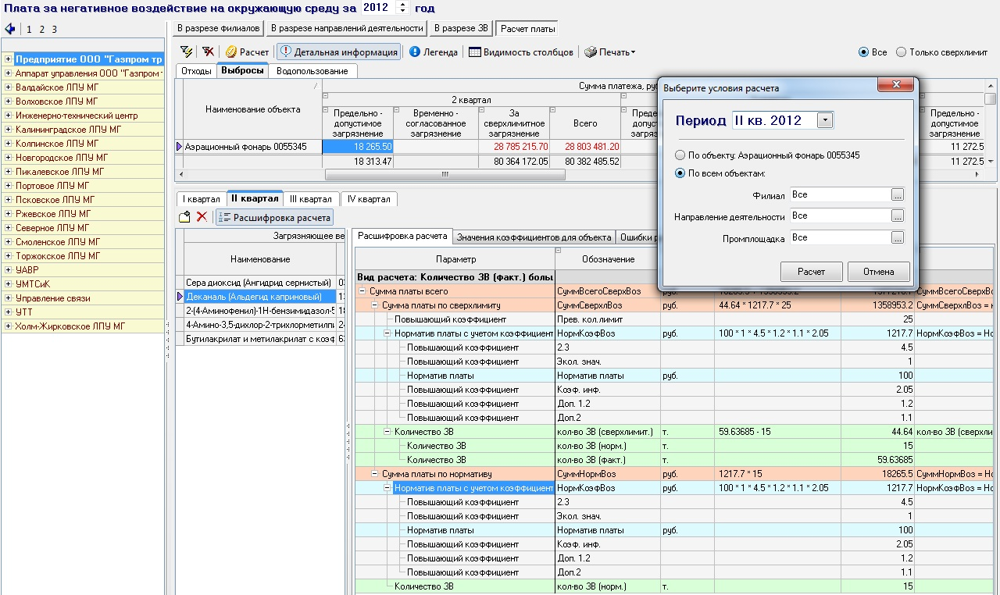 Плата за негативное воздействие на окружающую среду за 2012 год
1 2 3
Предприятие ООО "Газпром тр
Аппарат управления ООО "Газпром
Валдайское ЛПУ МГ
Волховское ЛПУ МГ
Инженерно-технический центр
Калининградское ЛПУ МГ
Колпинское ЛПУ МГ
Новгородское ЛПУ МГ
Пикалевское ЛПУ МГ
Портовое ЛПУ МГ
Псковское ЛПУ МГ
Ржевское ЛПУ МГ
Северное ЛПУ МГ
Смоленское ЛПУ МГ
Торжокское ЛПУ МГ
УАВР
УМТСиК
Управление связи
УТТ
Холм-Жирковское ЛПУ МГ
В разрезе филиалов В разрезе направлений деятельности В разрезе ЗВ Расчет платы
Расчет Детальная информация Легенда Видимость столбцов Печать Все Только сверхлимит
Отходы Выбросы Водопользование
Наименование объекта
Сумма платежа, ру
2 квартал
Предельно - допустимое загрязнение
Временно - согласованное загрязнение
За сверхлимитное загрязнение
Всего
Предельно - допустимое загрязнение
Аэрационный фонарь 0055345 18 265.50 28 785 215.70 28 803 481.20 11 272.5
18 313.47 80 364 172.05 80 382 485.52 11 272.5
Выберите условия расчета
Период II кв. 2012
По объекту: Аэрационный фонарь 0055345
По всем объектам:
Филиал Все ...
Направление деятельности Все ...
Промплощадка Все ...
Расчет Отмена
I квартал II квартал III квартал IV квартал
Расшифровка расчета
Загрязняющее ве
Наименование
Сера диоксид (Ангидрид сернистый)
Деканаль (Альдегид каприновый)
2-(4-Аминофенил)-1Н-бензимидазол-5
4-Амино-3,5-дихлор-2-трихлорметилпи
Бутилакрилат и метилакрилат с коэф
Расшифровка расчета Значения коэффициентов для объекта Ошибки р
Параметр Обозначение
Вид расчета: Количество ЗВ (факт.) боль
Сумма платы всего СуммВсегоСверхВоз руб. СуммВсегоСверхВ
Сумма платы по сверхлимиту СуммСверхлВоз руб. 44.64 * 1217.7 * 25 1358953.2 СуммСверхлВоз = к
Повышающий коэффициент Прев. кол.лимит 25
Норматив платы с учетом коэффициент НормКоэфВоз руб. 100 * 1 * 4.5 * 1.2 * 1.1 * 2.05 1217.7 НормКоэфВоз = Но
Повышающий коэффициент 2.3 4.5
Повышающий коэффициент Экол. знач. 1
Норматив платы Норматив платы руб. 100
Повышающий коэффициент Коэф. инф. 2.05
Повышающий коэффициент Доп. 1.2 1.2
Повышающий коэффициент Доп.2 1.1
Количество ЗВ кол-во ЗВ (сверхлимит.) т. 59.63685 - 15 44.64 кол-во ЗВ (сверхли
Количество ЗВ кол-во ЗВ (норм.) т. 15
Количество ЗВ кол-во ЗВ (факт.) т. 59.63685
Сумма платы по нормативу СуммНормВоз руб. 1217.7 * 15 18265.5 СуммНормВоз = Но
Норматив платы с учетом коэффициент НормКоэфВоз руб. 100 * 1 * 4.5 * 1.2 * 1.1 * 2.05 1217.7 НормКоэфВоз = Но
Повышающий коэффициент 2.3 4.5
Повышающий коэффициент Экол. знач. 1
Норматив платы Норматив платы руб. 100
Повышающий коэффициент Коэф. инф. 2.05
Повышающий коэффициент Доп. 1.2 1.2
Повышающий коэффициент Доп.2 1.1
Количество ЗВ кол-во ЗВ (норм.) т. 15